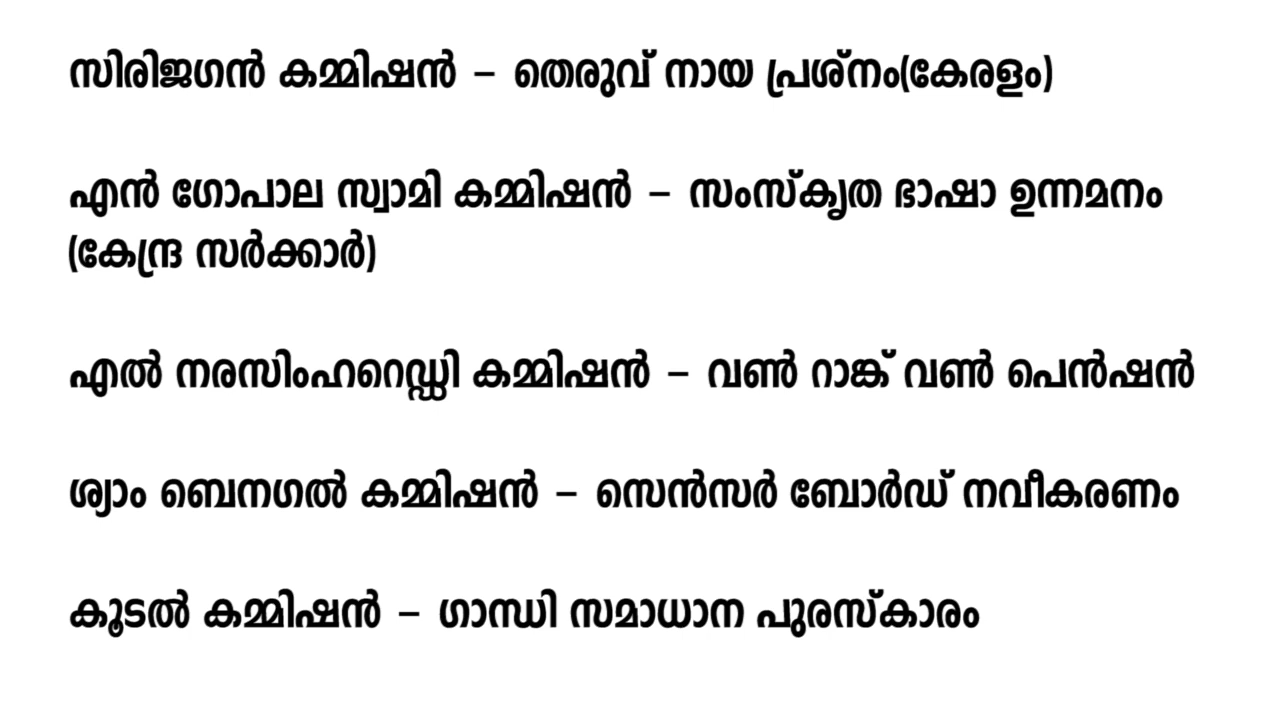 സിരിജഗൻ കമ്മിഷൻ – തെരുവ് നായ പ്രശ്നം(കേരളം)
എൻ ഗോപാല സ്വാമി കമ്മിഷൻ – സംസ്കൃത ഭാഷാ ഉന്നമനം
(കേന്ദ്ര സർക്കാർ)
എൽ നരസിംഹറെഡ്ഡി കമ്മിഷൻ – വൺ റാങ്ക് വൺ പെൻഷൻ
ശ്യാം ബെനഗൽ കമ്മിഷൻ – സെൻസർ ബോർഡ് നവീകരണം
കൂടൽ കമ്മിഷൻ – ഗാന്ധി സമാധാന പുരസ്കാരം